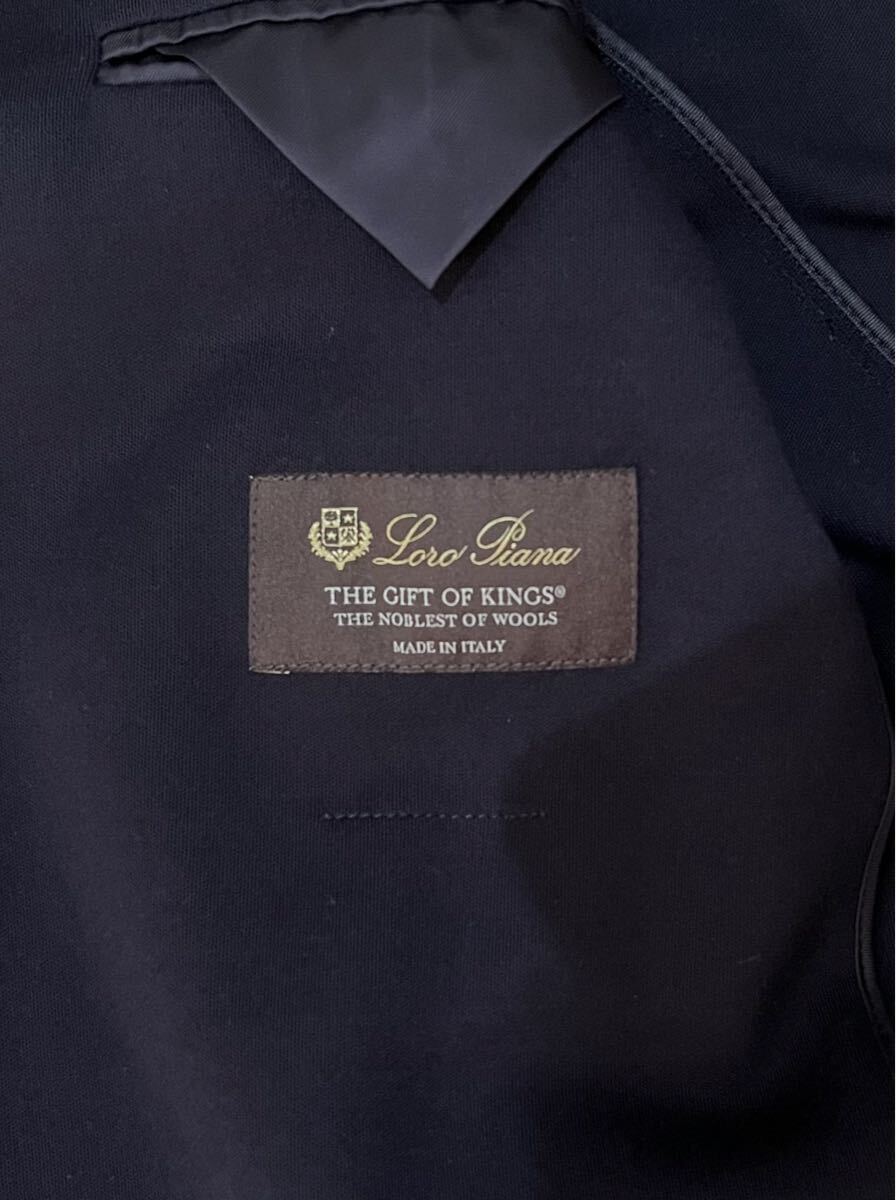 Loro Piana
THE GIFT OF KINGS®
THE NOBLEST OF WOOLS
MADE IN ITALY